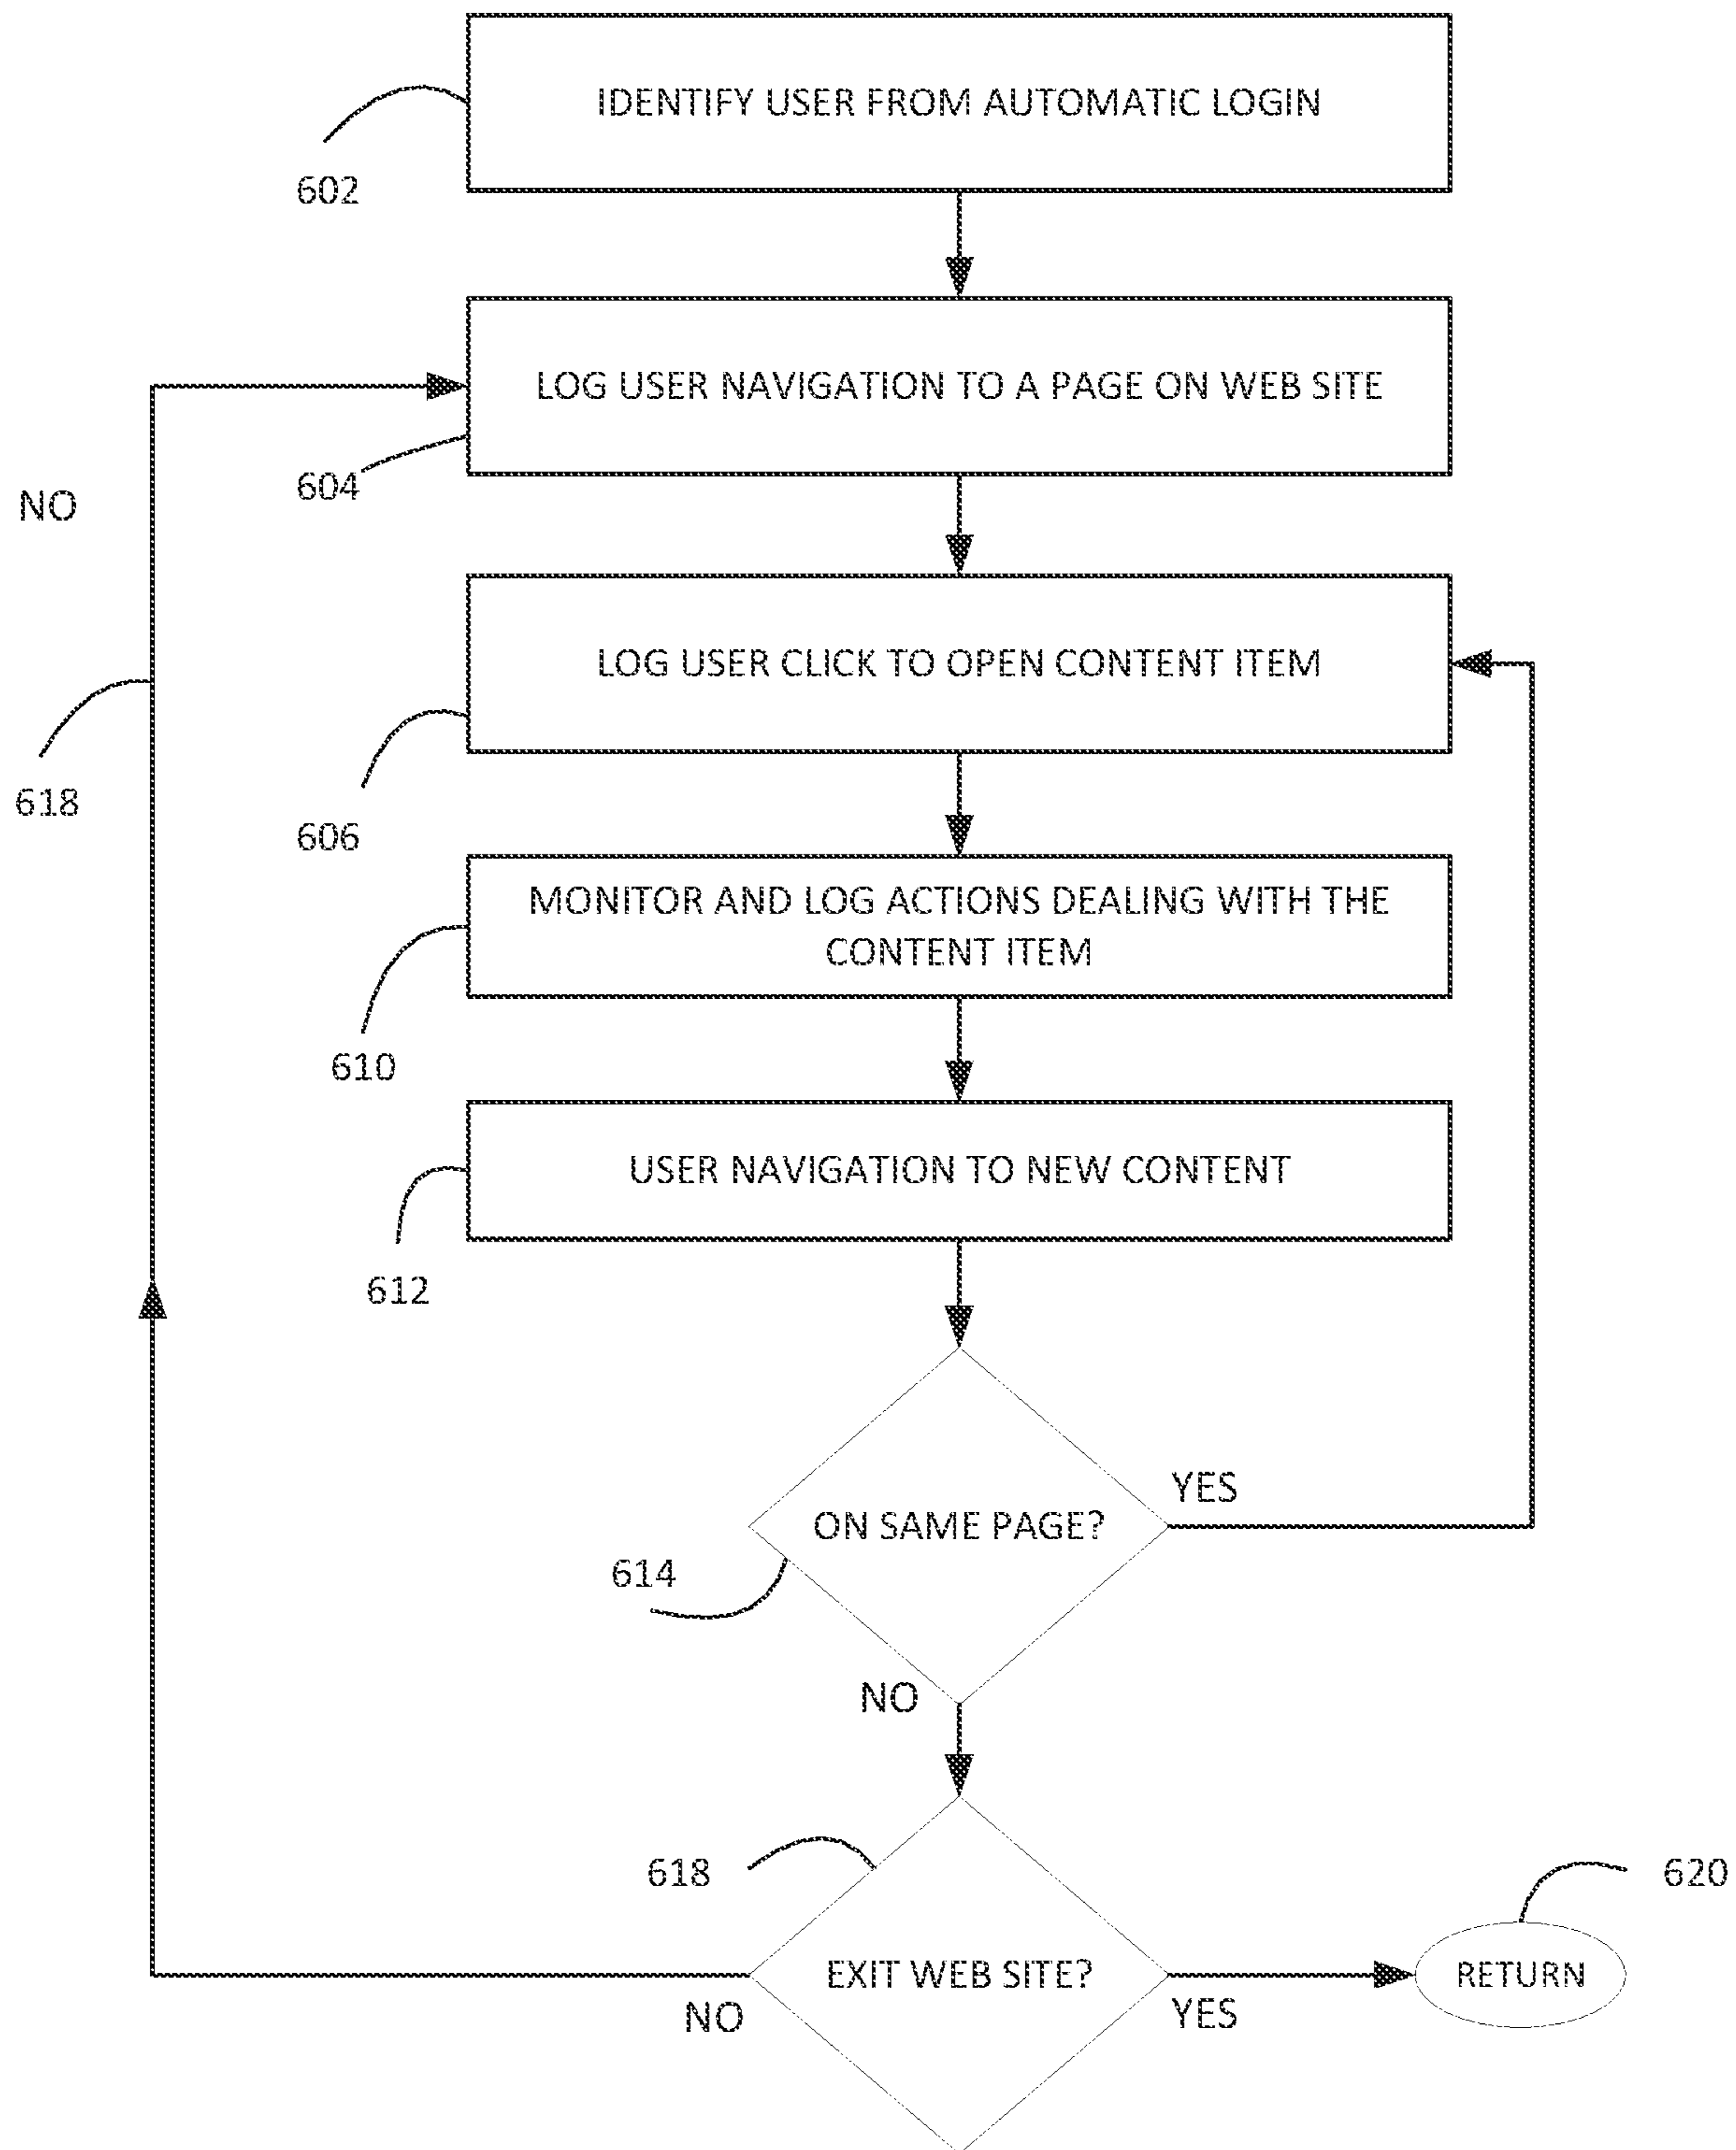 IDENTIFY USER FROM AUTOMATIC LOGIN
602
LOG USER NAVIGATION TO A PAGE ON WEB SITE
604
NO
LOG USER CLICK TO OPEN CONTENT ITEM
618
606
MONITOR AND LOG ACTIONS DEALING WITH THE
CONTENT ITEM
610
USER NAVIGATION TO NEW CONTENT
612
YES
ON SAME PAGE?
614
NO
618
620
EXIT WEB SITE?
RETURN
NO
YES